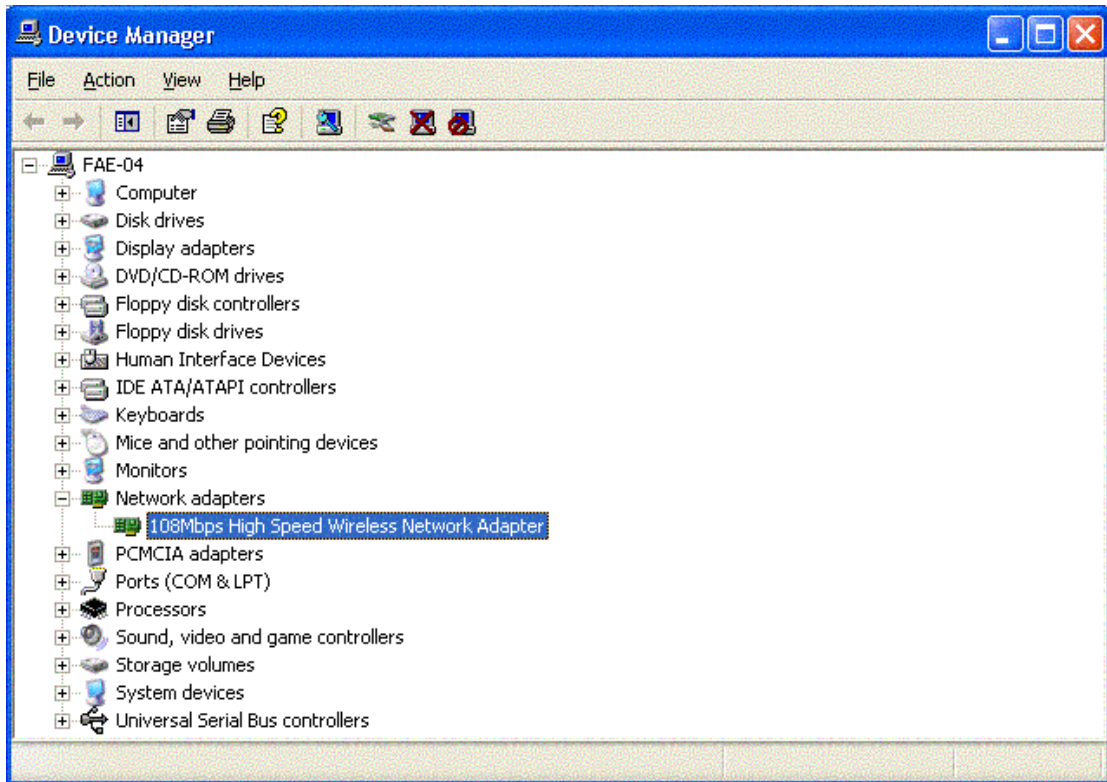 Device Manager
File Action View Help
FAE-04
Computer
Disk drives
Display adapters
DVD/CD-ROM drives
Floppy disk controllers
Floppy disk drives
Human Interface Devices
IDE ATA/ATAPI controllers
Keyboards
Mice and other pointing devices
Monitors
Network adapters
108Mbps High Speed Wireless Network Adapter
PCMCIA adapters
Ports (COM & LPT)
Processors
Sound, video and game controllers
Storage volumes
System devices
Universal Serial Bus controllers